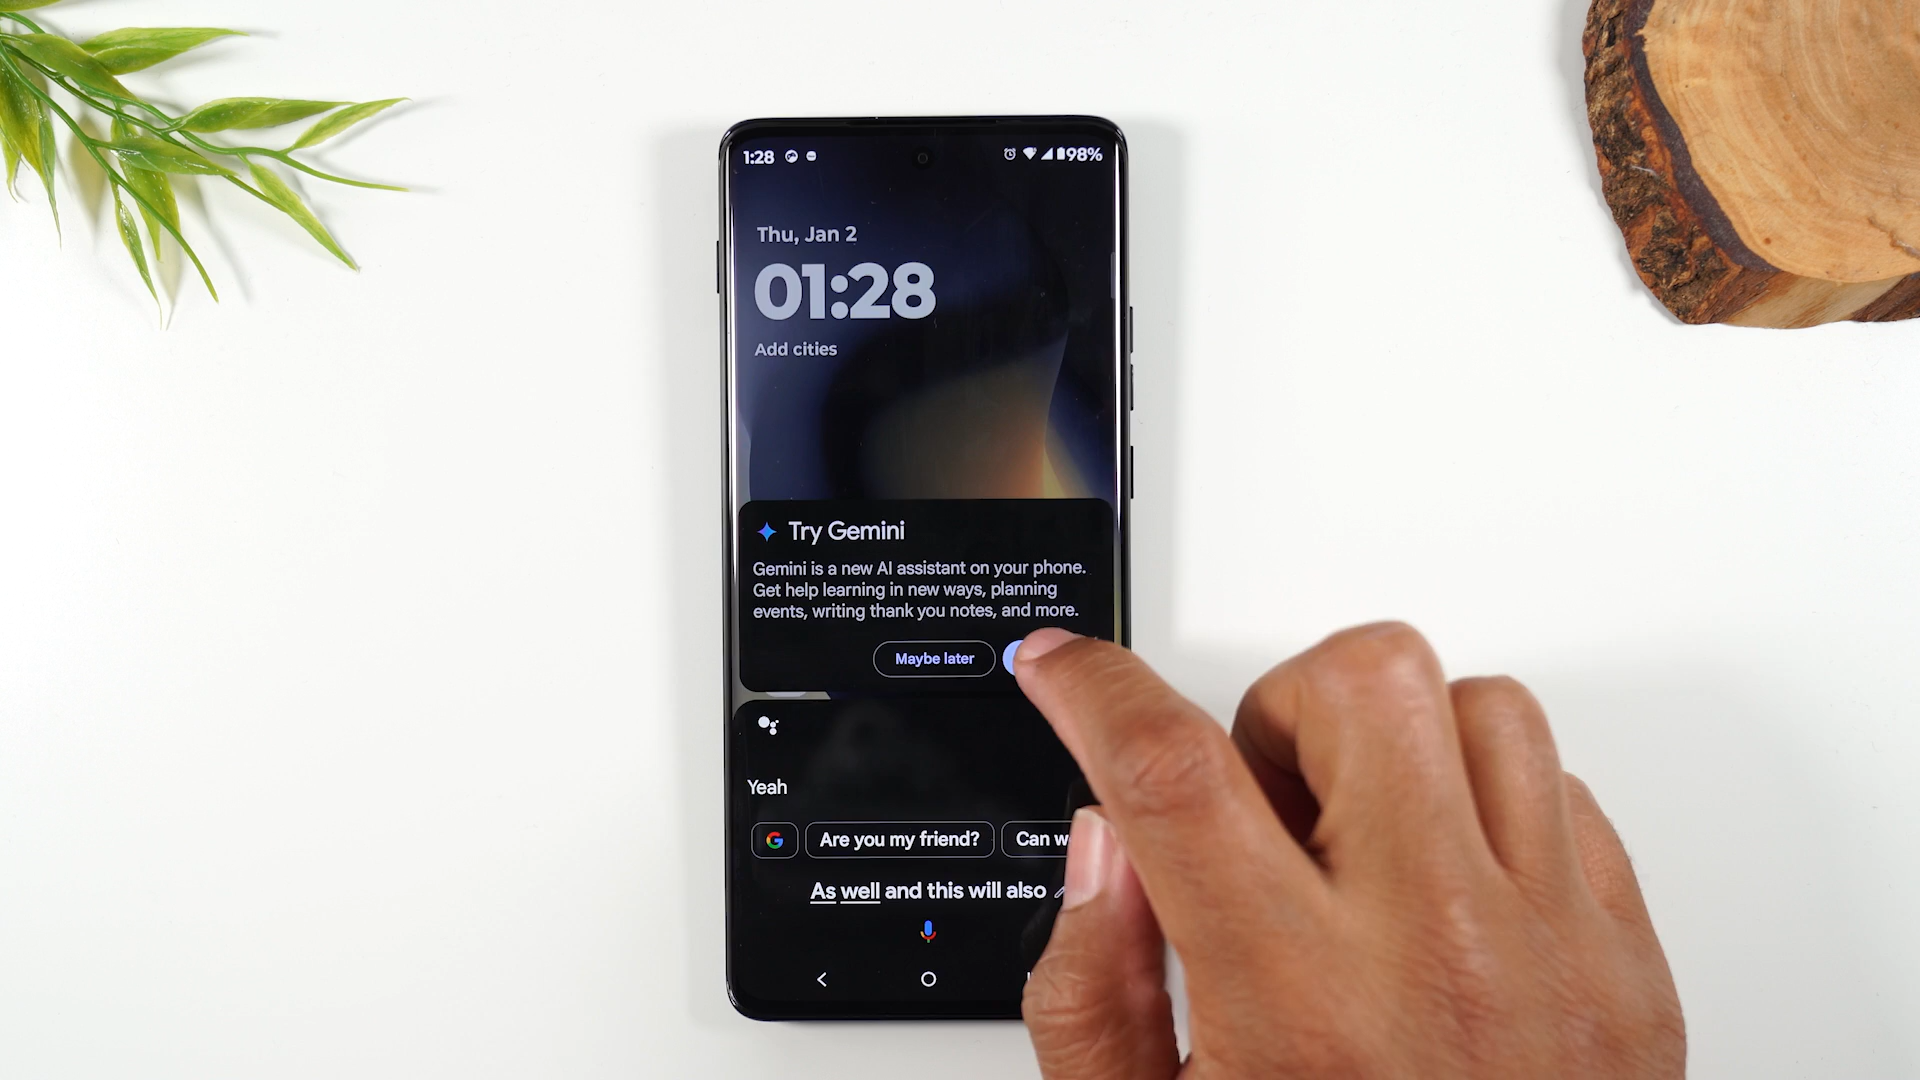 1:28
98%
Thu, Jan 2
01:28
Add cities
Try Gemini
Gemini is a new AI assistant on your phone.
Get help learning in new ways, planning
events, writing thank you notes, and more.
Maybe later
Yeah
G Are you my friend? Can
As well and this will also